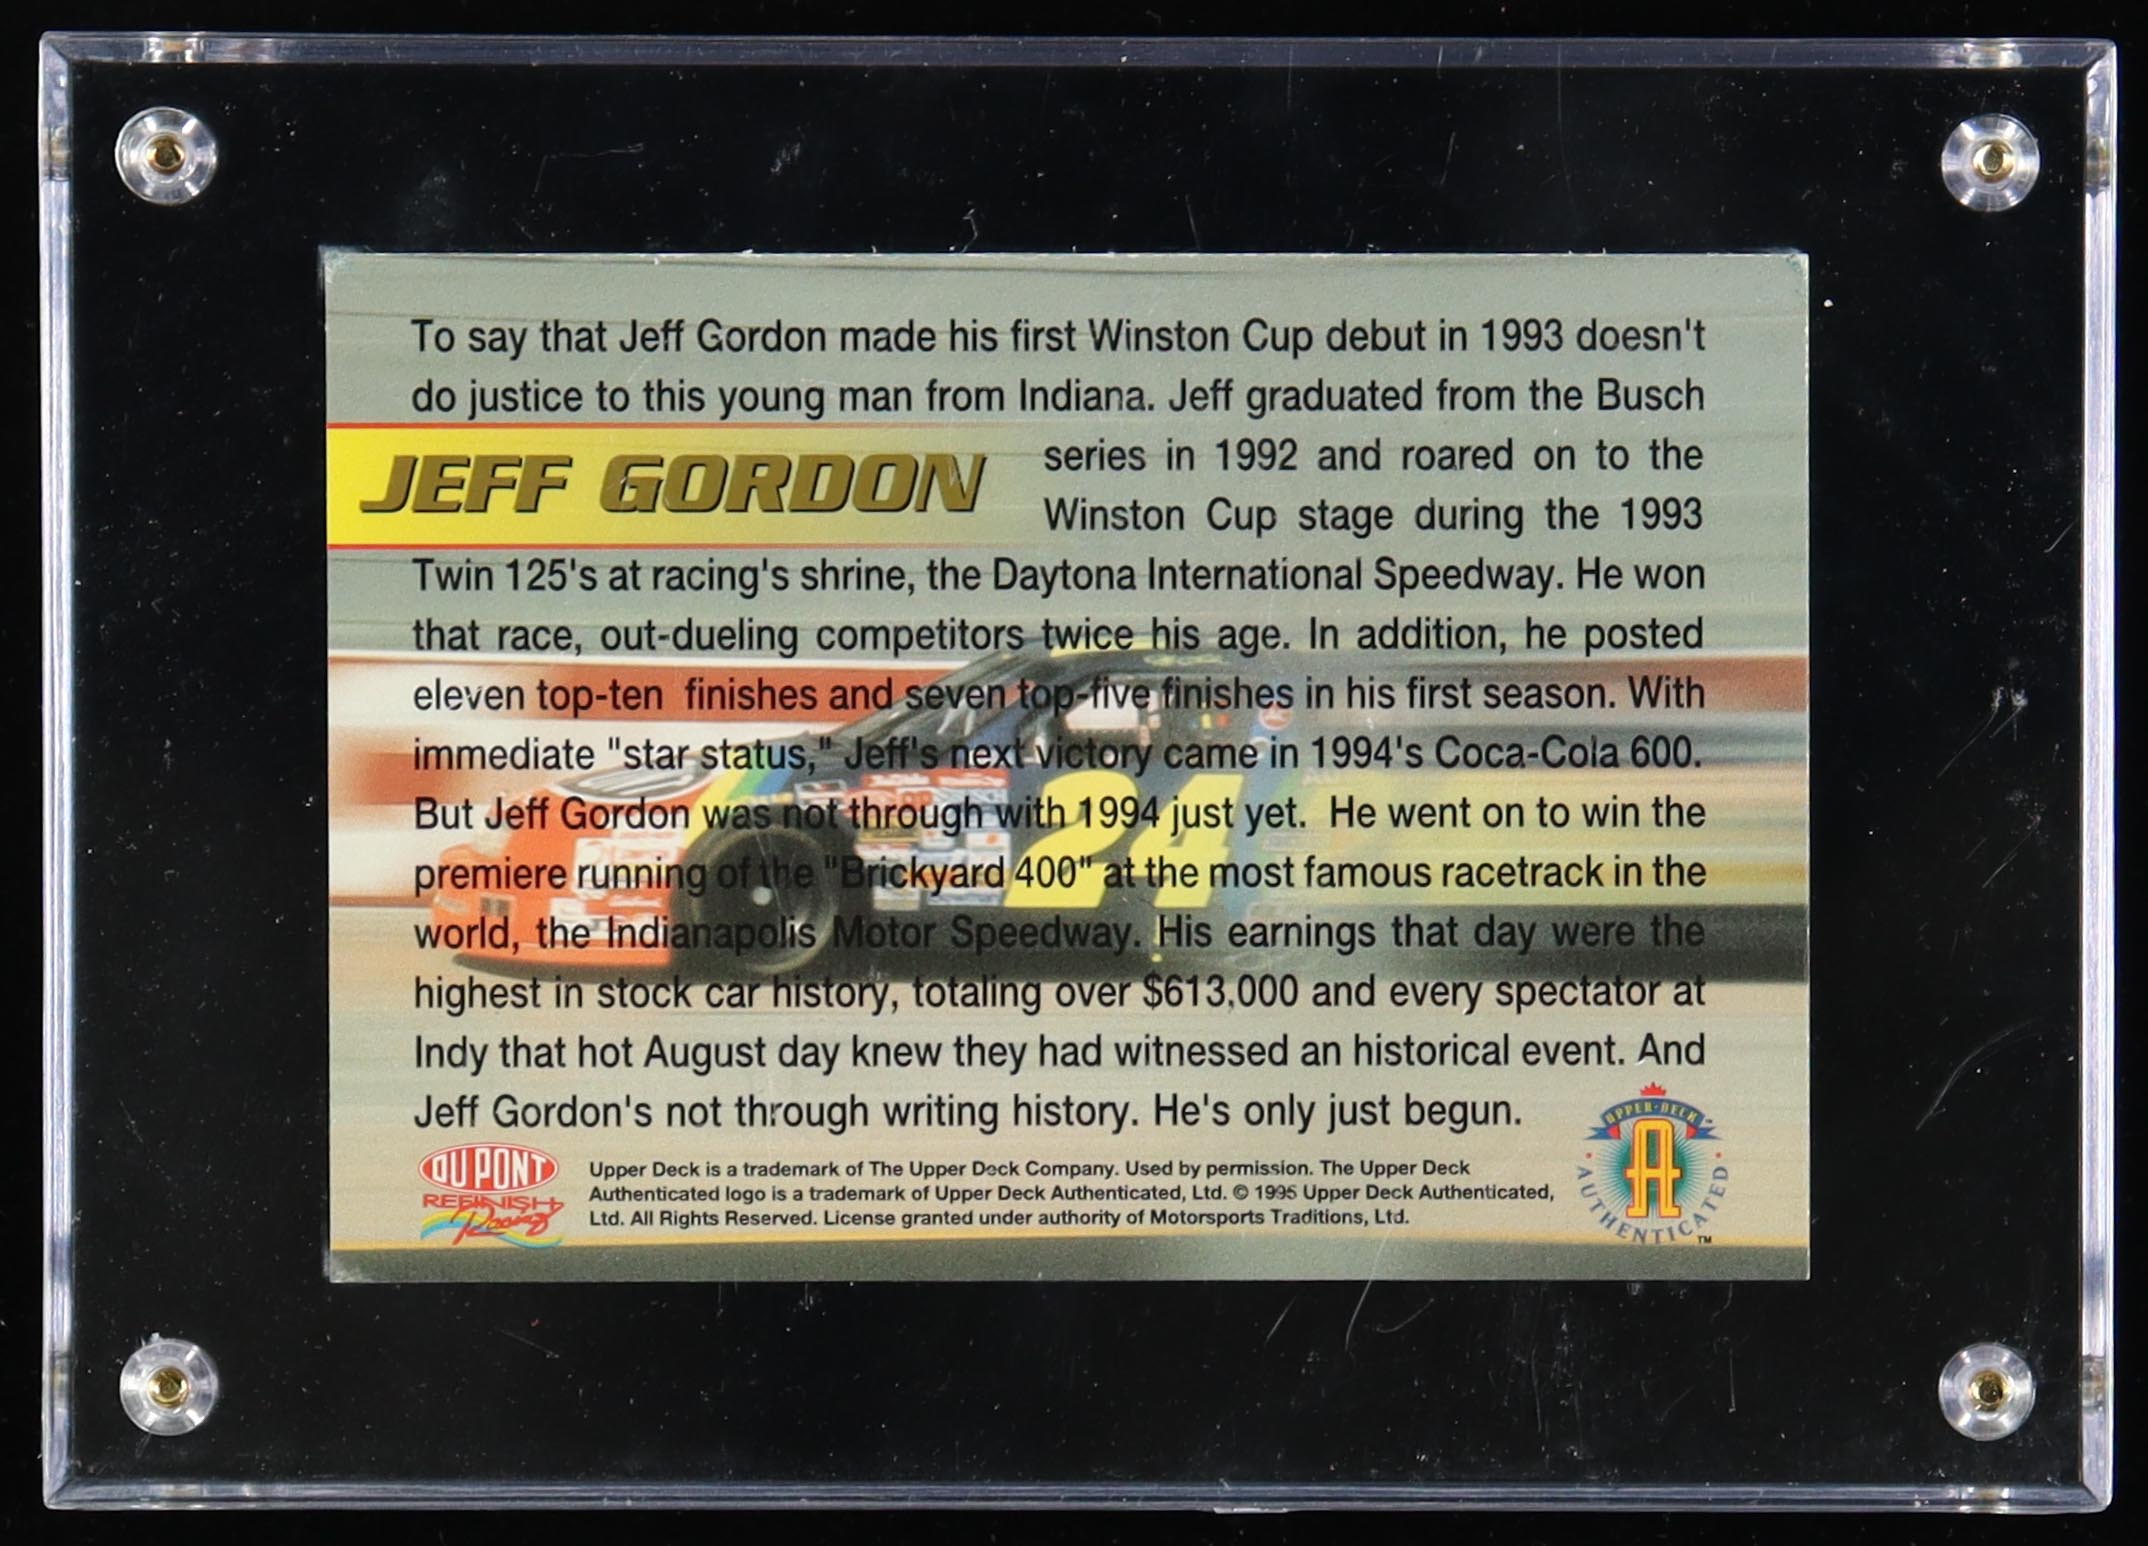 To say that Jeff Gordon made his first Winston Cup debut in 1993 doesn't
do justice to this young man from Indiana. Jeff graduated from the Busch
JEFF GORDON
series in 1992 and roared on to the
Winston Cup stage during the 1993
Twin 125's at racing's shrine, the Daytona International Speedway. He won
that race, out-dueling competitors twice his age. In addition, he posted
eleven top-ten finishes and seven top-five finishes in his first season. With
immediate "star status," Jeff's next victory came in 1994's Coca-Cola 600.
But Jeff Gordon was not through with 1994 just yet. He went on to win the
premiere running of the "Brickyard 400" at the most famous racetrack in the
world, the Indianapolis Motor Speedway. His earnings that day were the
highest in stock car history, totaling over $613,000 and every spectator at
Indy that hot August day knew they had witnessed an historical event. And
Jeff Gordon's not through writing history. He's only just begun.
24
DU PONT
REFINISH
Racing
Upper Deck is a trademark of The Upper Deck Company. Used by permission. The Upper Deck
Authenticated logo is a trademark of Upper Deck Authenticated, Ltd. © 1995 Upper Deck Authenticated,
Ltd. All Rights Reserved. License granted under authority of Motorsports Traditions, Ltd.
UPPER·DECK
A
AUTHENTICATED
TM